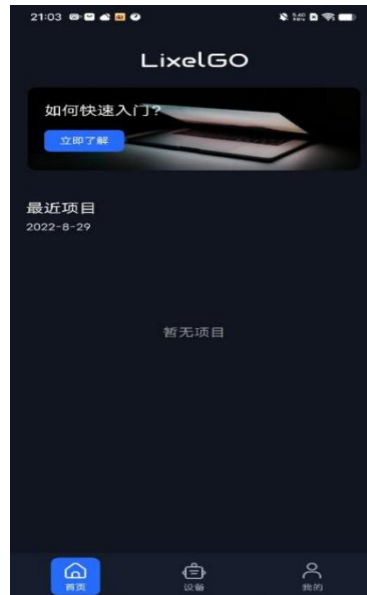 21:03
LixelGO
如何快速入门?
立即了解
最近项目
2022-8-29
暂无项目
首页
设备
我的